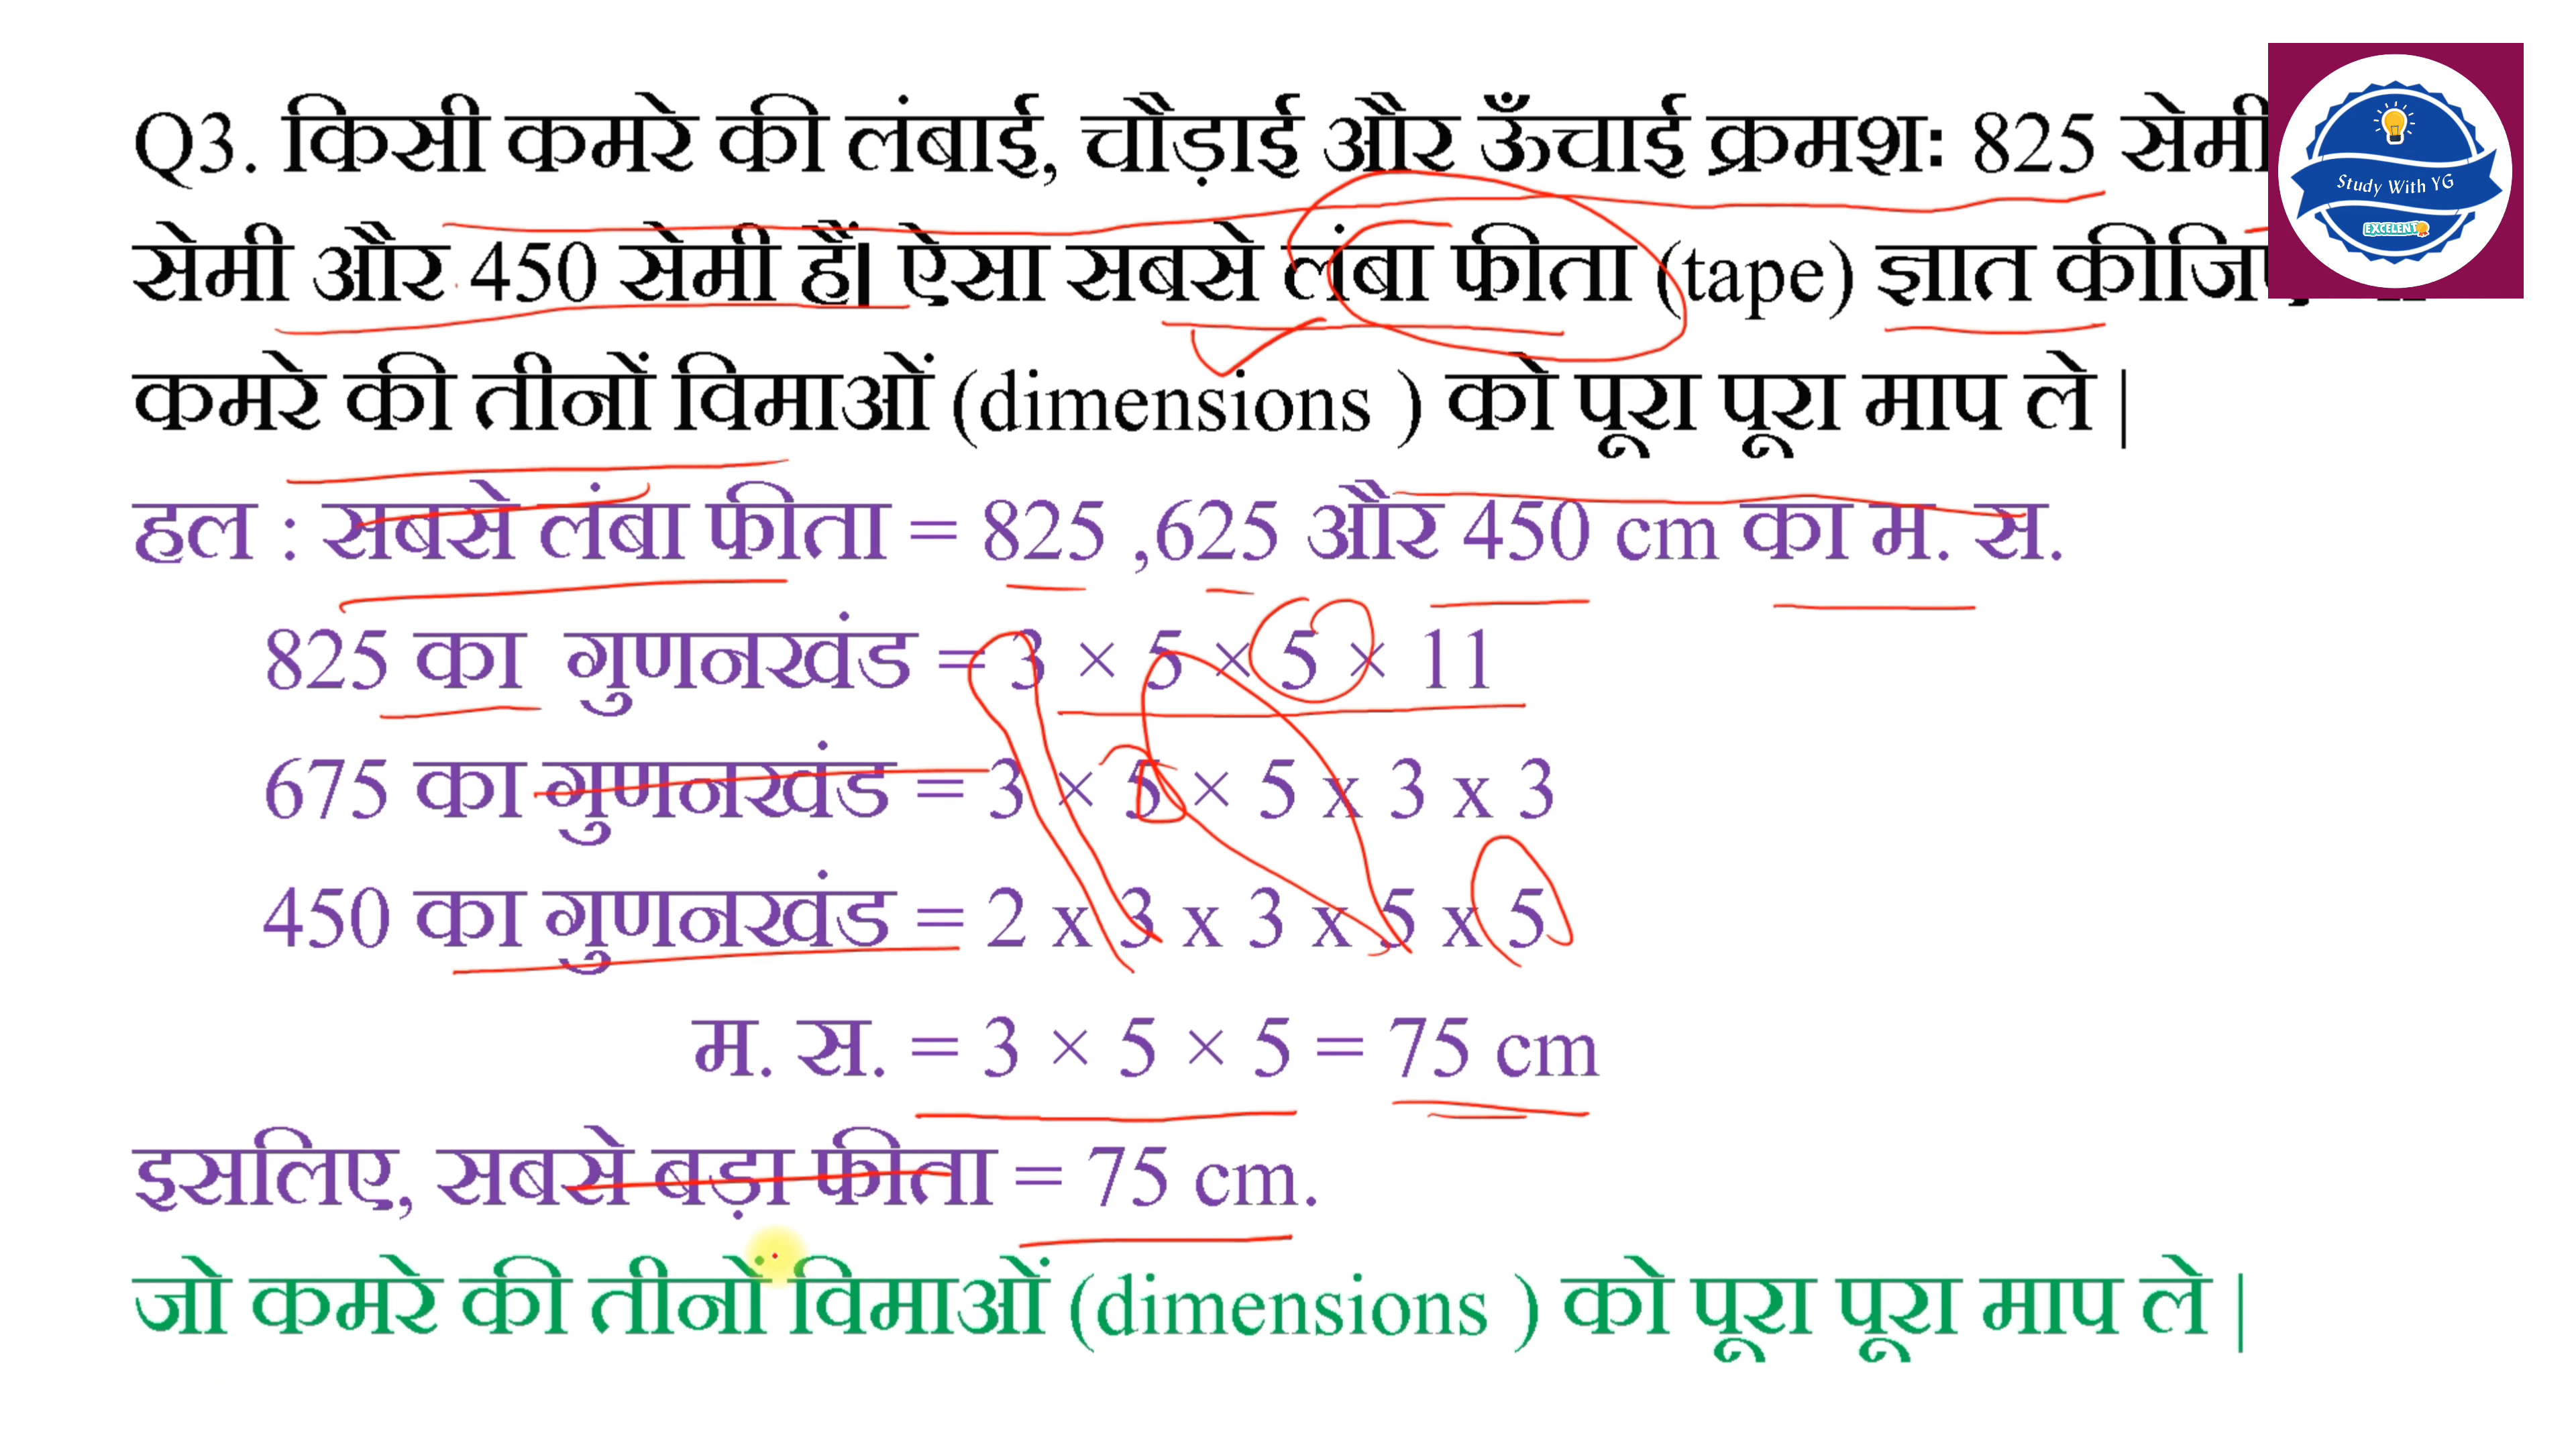 Q3. किसी कमरे की लंबाई, चौड़ाई और ऊँचाई क्रमशः 825 सेमी
सेमी और 450 सेमी हैं। ऐसा सबसे लंबा फीता (tape) ज्ञात
कमरे की तीनों विमाओं (dimensions ) को पूरा पूरा माप ले |
हल : सबसे लंबा फीता = 825 ,625 और 450 cm का म. स.
825 का गुणनखंड = 3 × 5 × 5 × 11
675 का गुणनखंड = 3 × 5 × 5 x 3 x 3
450 का गुणनखंड = 2 x 3 x 3 x 5 x 5
म. स. = 3 × 5 × 5 = 75 cm
इसलिए, सबसे बड़ा फीता = 75 cm.
जो कमरे की तीनों विमाओं (dimensions ) को पूरा पूरा माप ले |
Study With YG
EXCELENT